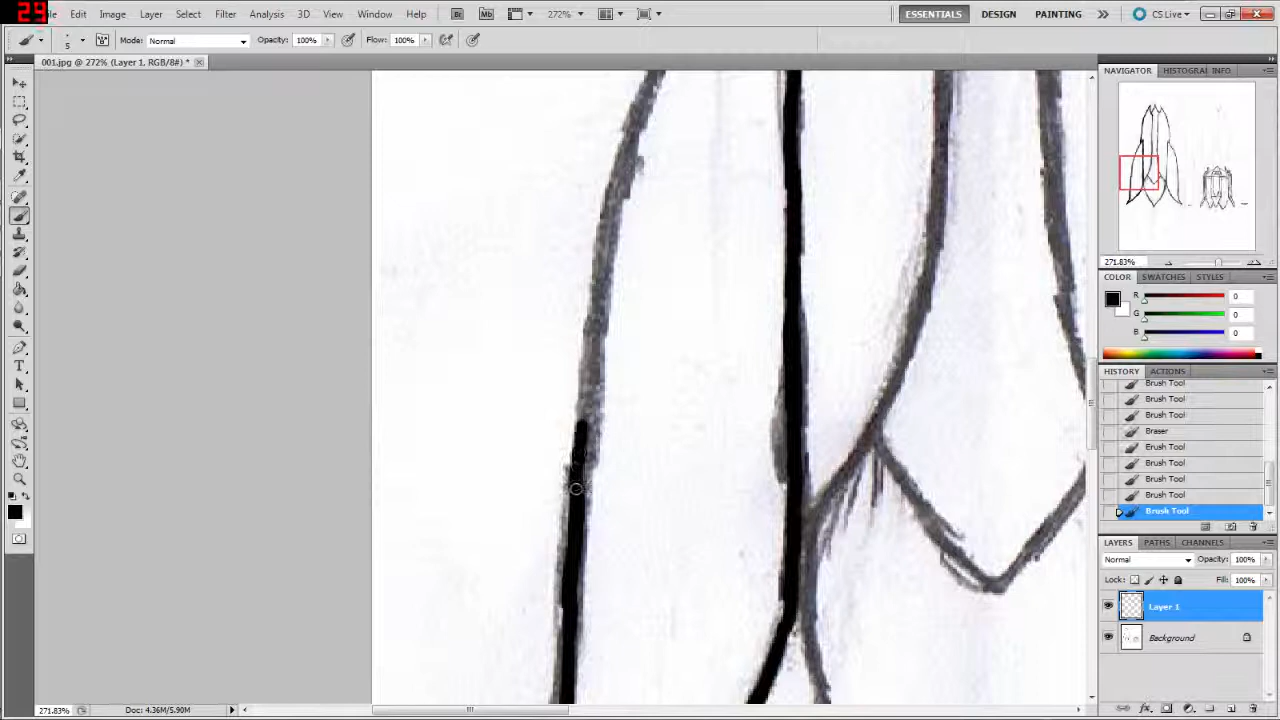 29
le Edit Image Layer Select Filter Analysis 3D View Window Help Br Mb 272% ESSENTIALS DESIGN PAINTING CS Live
5 Mode: Normal Opacity: 100% Flow: 100%
001.jpg @ 272% (Layer 1, RGB/8#) *
NAVIGATOR HISTOGRAM INFO
271.83%
COLOR SWATCHES STYLES
R 0
G 0
B 0
HISTORY ACTIONS
Brush Tool
Brush Tool
Brush Tool
Eraser
Brush Tool
Brush Tool
Brush Tool
Brush Tool
Brush Tool
LAYERS PATHS CHANNELS
Normal Opacity: 100%
Lock: Fill: 100%
Layer 1
Background
271.83% Doc: 4.36M/5.90M